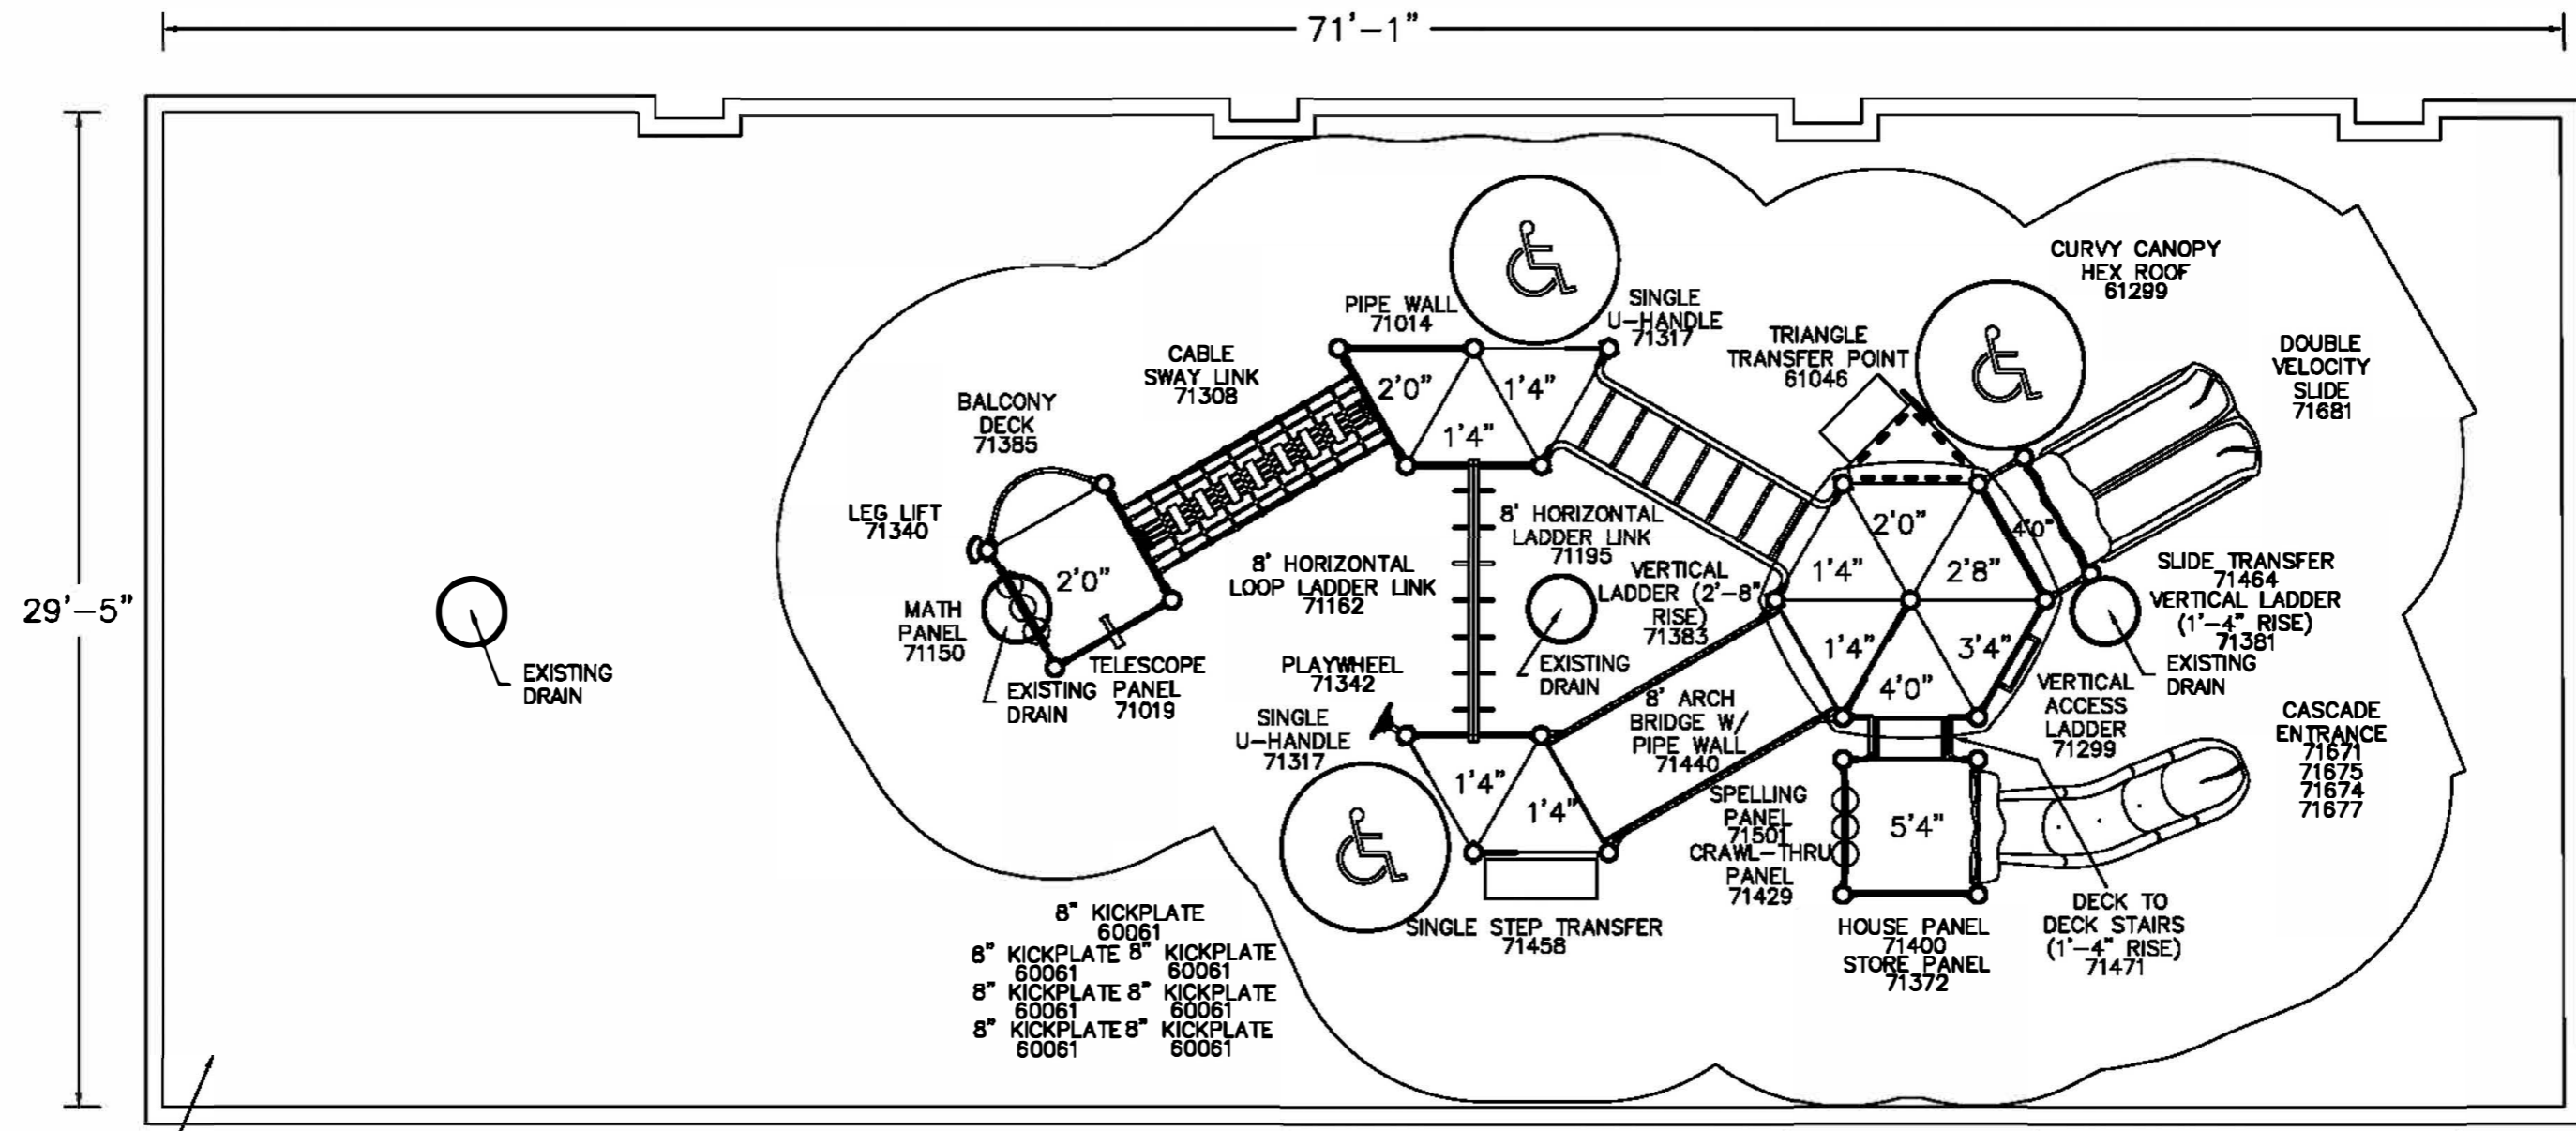 71'-1"
29'-5"
CURVY CANOPY
HEX ROOF
61299
PIPE WALL
71014
SINGLE
U-HANDLE
71317
TRIANGLE
TRANSFER POINT
61046
DOUBLE
VELOCITY
SLIDE
71681
CABLE
SWAY LINK
71308
BALCONY
DECK
71385
2'0"
1'4"
1'4"
LEG LIFT
71340
2'0"
MATH
PANEL
71150
EXISTING
DRAIN
EXISTING
DRAIN
TELESCOPE
PANEL
71019
8' HORIZONTAL
LOOP LADDER LINK
71162
8' HORIZONTAL
LADDER LINK
71195
VERTICAL
LADDER (2'-8"
RISE)
71383
EXISTING
DRAIN
2'0"
1'4"
2'8"
1'4"
3'4"
4'0"
4'0"
SLIDE TRANSFER
71464
VERTICAL LADDER
(1'-4" RISE)
71381
EXISTING
DRAIN
VERTICAL
ACCESS
LADDER
71299
PLAYWHEEL
71342
SINGLE
U-HANDLE
71317
1'4"
1'4"
8' ARCH
BRIDGE W/
PIPE WALL
71440
CASCADE
ENTRANCE
71671
71675
71674
71677
SPELLING
PANEL
71501
CRAWL-THRU
PANEL
71429
5'4"
SINGLE STEP TRANSFER
71458
HOUSE PANEL
71400
STORE PANEL
71372
DECK TO
DECK STAIRS
(1'-4" RISE)
71471
8" KICKPLATE
60061
8" KICKPLATE 8" KICKPLATE
60061 60061
8" KICKPLATE 8" KICKPLATE
60061 60061
8" KICKPLATE 8" KICKPLATE
60061 60061